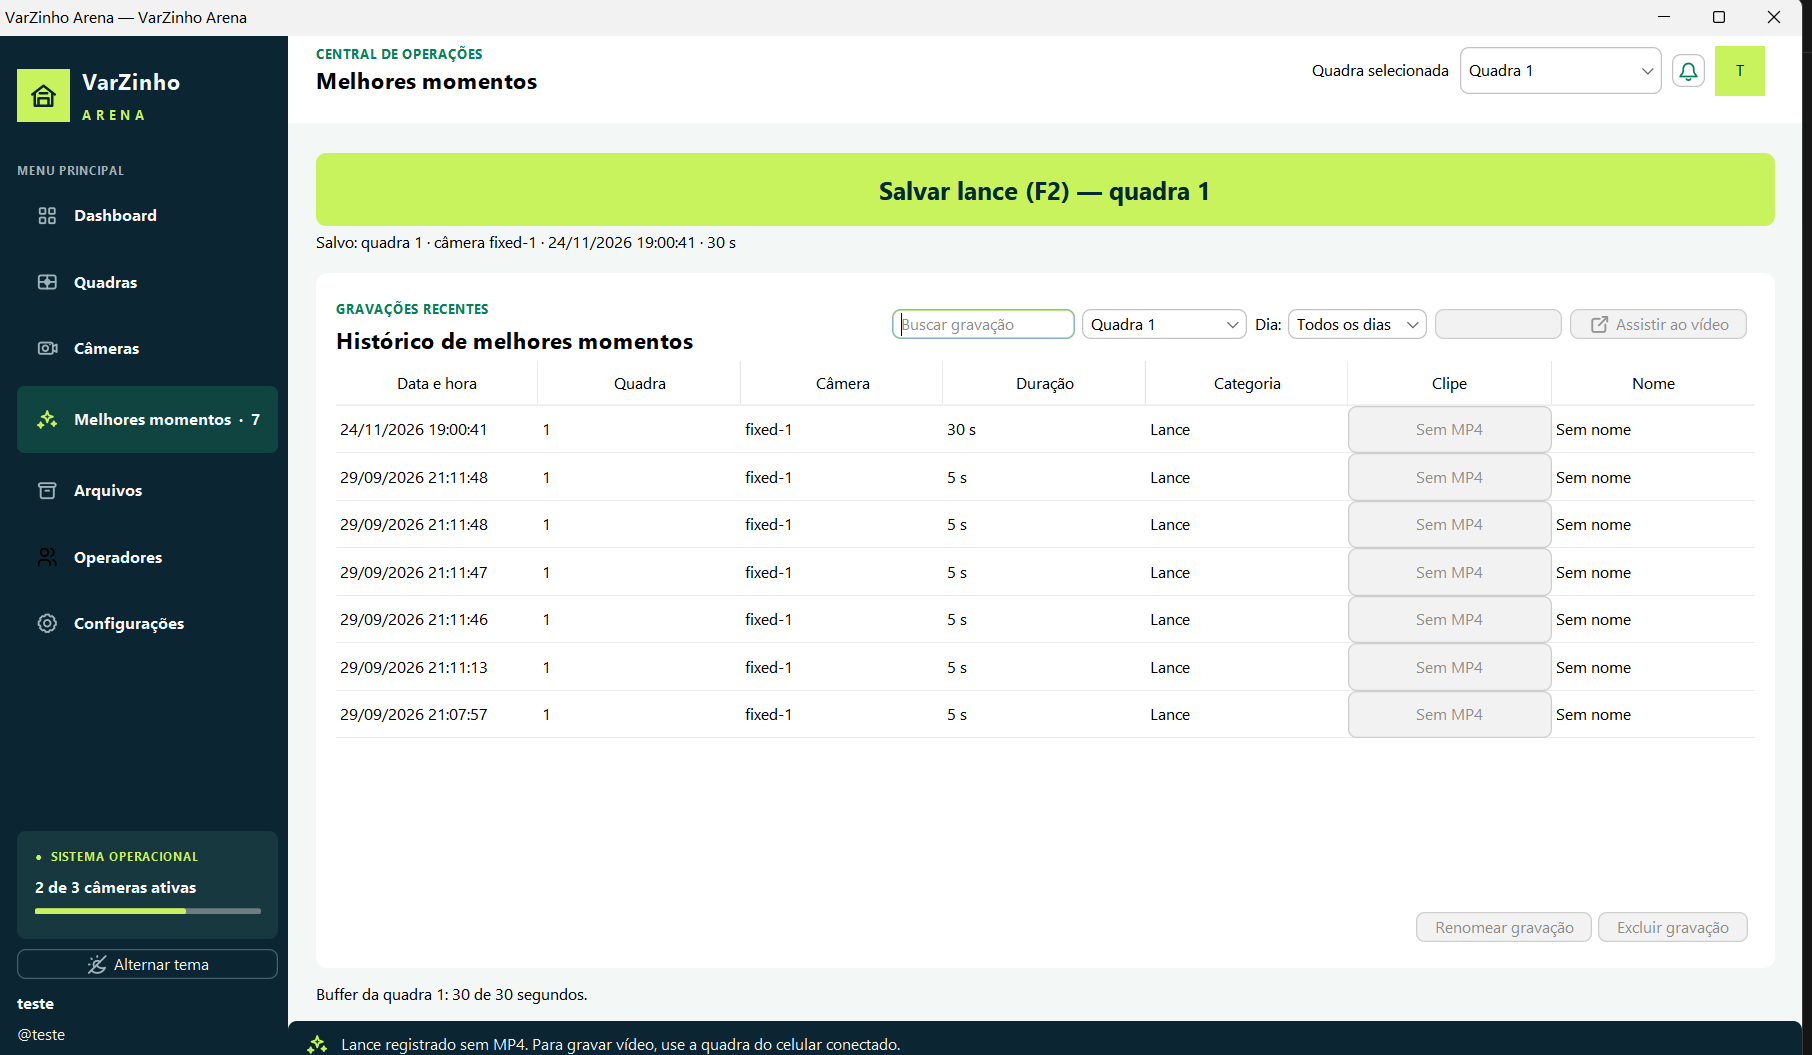 VarZinho Arena — VarZinho Arena
VarZinho
ARENA
MENU PRINCIPAL
Dashboard
Quadras
Câmeras
Melhores momentos · 7
Arquivos
Operadores
Configurações
• SISTEMA OPERACIONAL
2 de 3 câmeras ativas
Alternar tema
teste
@teste
CENTRAL DE OPERAÇÕES
Melhores momentos
Quadra selecionada Quadra 1 T
Salvar lance (F2) — quadra 1
Salvo: quadra 1 · câmera fixed-1 · 24/11/2026 19:00:41 · 30 s
GRAVAÇÕES RECENTES
Histórico de melhores momentos
Buscar gravação Quadra 1 Dia: Todos os dias Assistir ao vídeo
Data e hora Quadra Câmera Duração Categoria Clipe Nome
24/11/2026 19:00:41 1 fixed-1 30 s Lance Sem MP4 Sem nome
29/09/2026 21:11:48 1 fixed-1 5 s Lance Sem MP4 Sem nome
29/09/2026 21:11:48 1 fixed-1 5 s Lance Sem MP4 Sem nome
29/09/2026 21:11:47 1 fixed-1 5 s Lance Sem MP4 Sem nome
29/09/2026 21:11:46 1 fixed-1 5 s Lance Sem MP4 Sem nome
29/09/2026 21:11:13 1 fixed-1 5 s Lance Sem MP4 Sem nome
29/09/2026 21:07:57 1 fixed-1 5 s Lance Sem MP4 Sem nome
Renomear gravação Excluir gravação
Buffer da quadra 1: 30 de 30 segundos.
Lance registrado sem MP4. Para gravar vídeo, use a quadra do celular conectado.